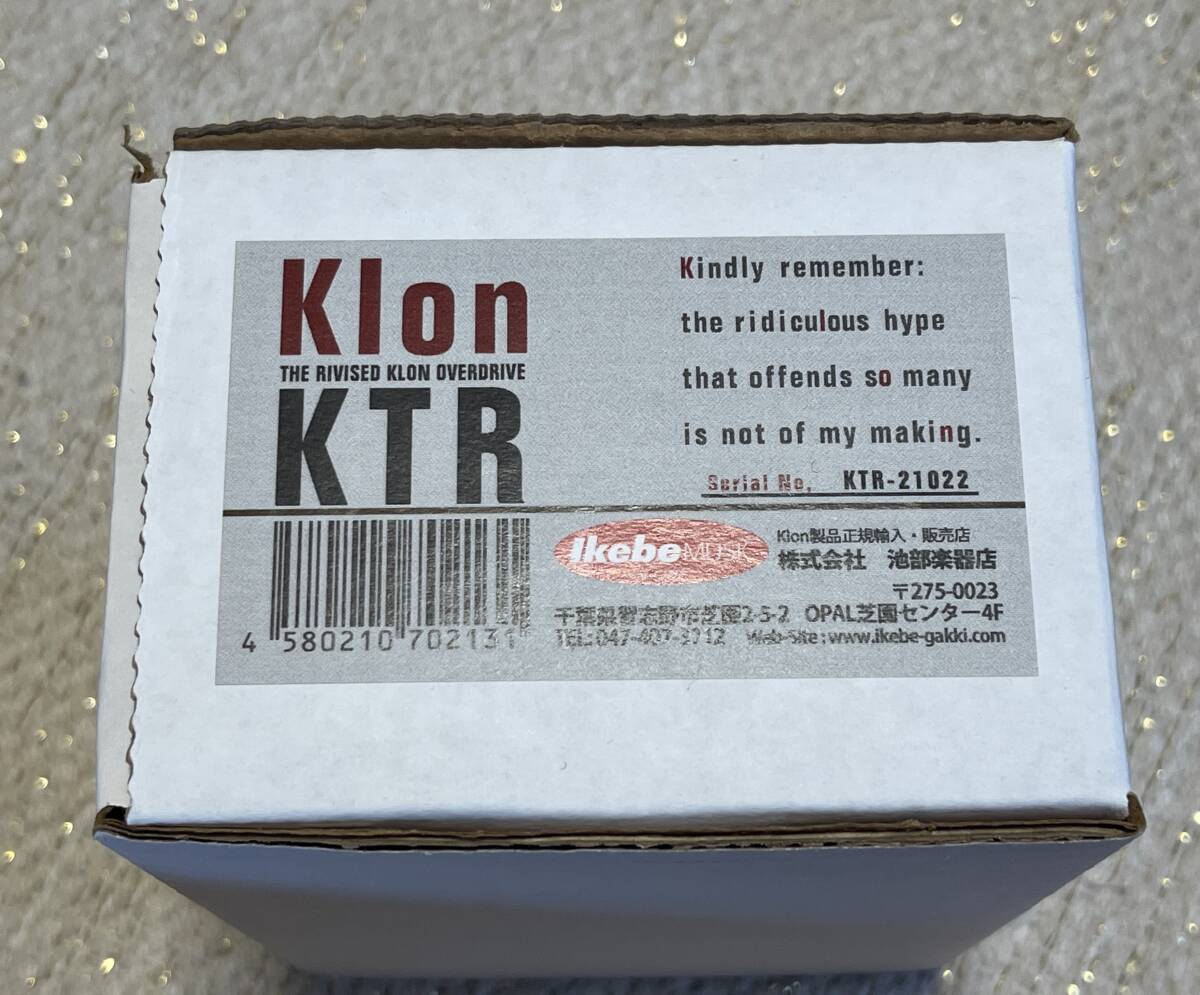 Klon
THE RIVISED KLON OVERDRIVE
KTR
Kindly remember:
the ridiculous hype
that offends so many
is not of my making.
Serial No. KTR-21022
4 580210 702131
Ikebe MUSIC
Klon製品正規輸入・販売店
株式会社 池部楽器店
〒275-0023
千葉県習志野市芝園2-5-2 OPAL芝園センター4F
TEL:047-407-3712 Web-Site:www.ikebe-gakki.com